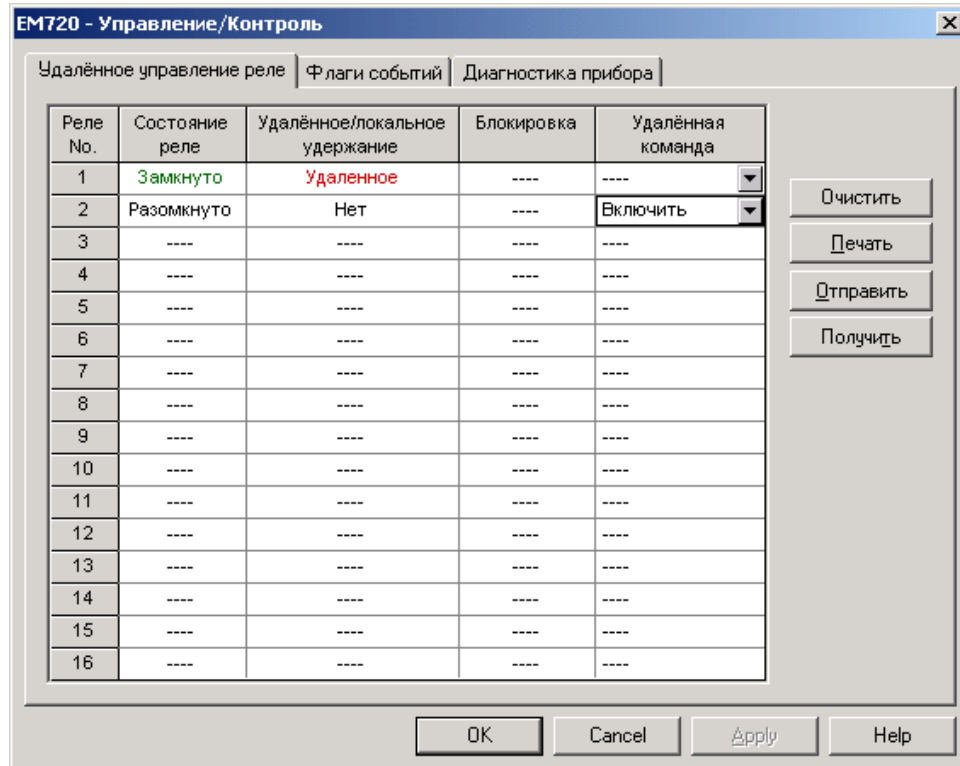 EM720 - Управление/Контроль
Удалённое управление реле Флаги событий Диагностика прибора
Реле No. Состояние реле Удалённое/локальное удержание Блокировка Удалённая команда
1 Замкнуто Удаленное ---- ----
2 Разомкнуто Нет ---- Включить
3 ---- ---- ---- ----
4 ---- ---- ---- ----
5 ---- ---- ---- ----
6 ---- ---- ---- ----
7 ---- ---- ---- ----
8 ---- ---- ---- ----
9 ---- ---- ---- ----
10 ---- ---- ---- ----
11 ---- ---- ---- ----
12 ---- ---- ---- ----
13 ---- ---- ---- ----
14 ---- ---- ---- ----
15 ---- ---- ---- ----
16 ---- ---- ---- ----
Очистить
Печать
Отправить
Получить
OK Cancel Apply Help